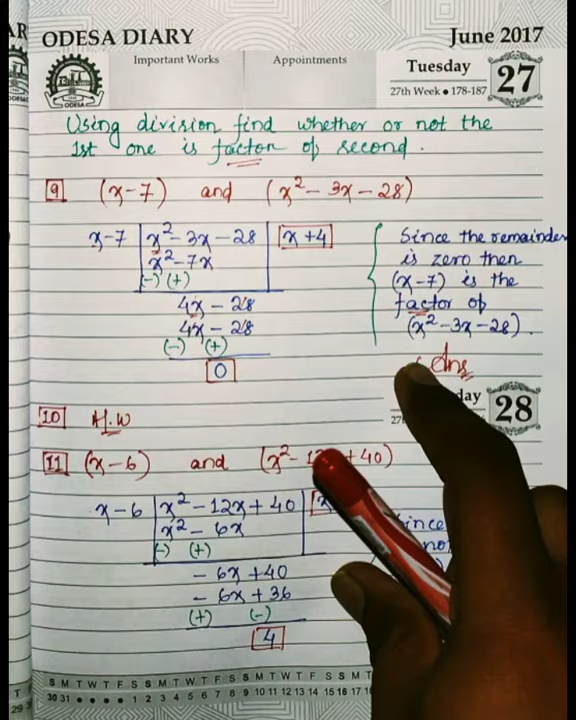 ODESA DIARY
June 2017
Important Works
Appointments
Tuesday
27th Week • 178-187
27
Using division find whether or not the
1st one is factor of second.
9 (x-7) and (x² - 3x - 28)
x-7 x² - 3x - 28 x + 4
x² - 7x
(-) (+)
4x - 28
4x - 28
(-) (+)
0
Since the remainder
is zero then
(x-7) is the
factor of
(x² - 3x - 28).
Ans
10 H.W
28
11 (x-6) and (x² - + 40)
x-6 x² - 12x + 40
x² - 6x
(-) (+)
- 6x + 40
- 6x + 36
(+) (-)
4
S M T W T F S S M T W T F S S M T W T F S S M T
30 31 • • • • • 1 2 3 4 5 6 7 8 9 10 11 12 13 14 15 16 17